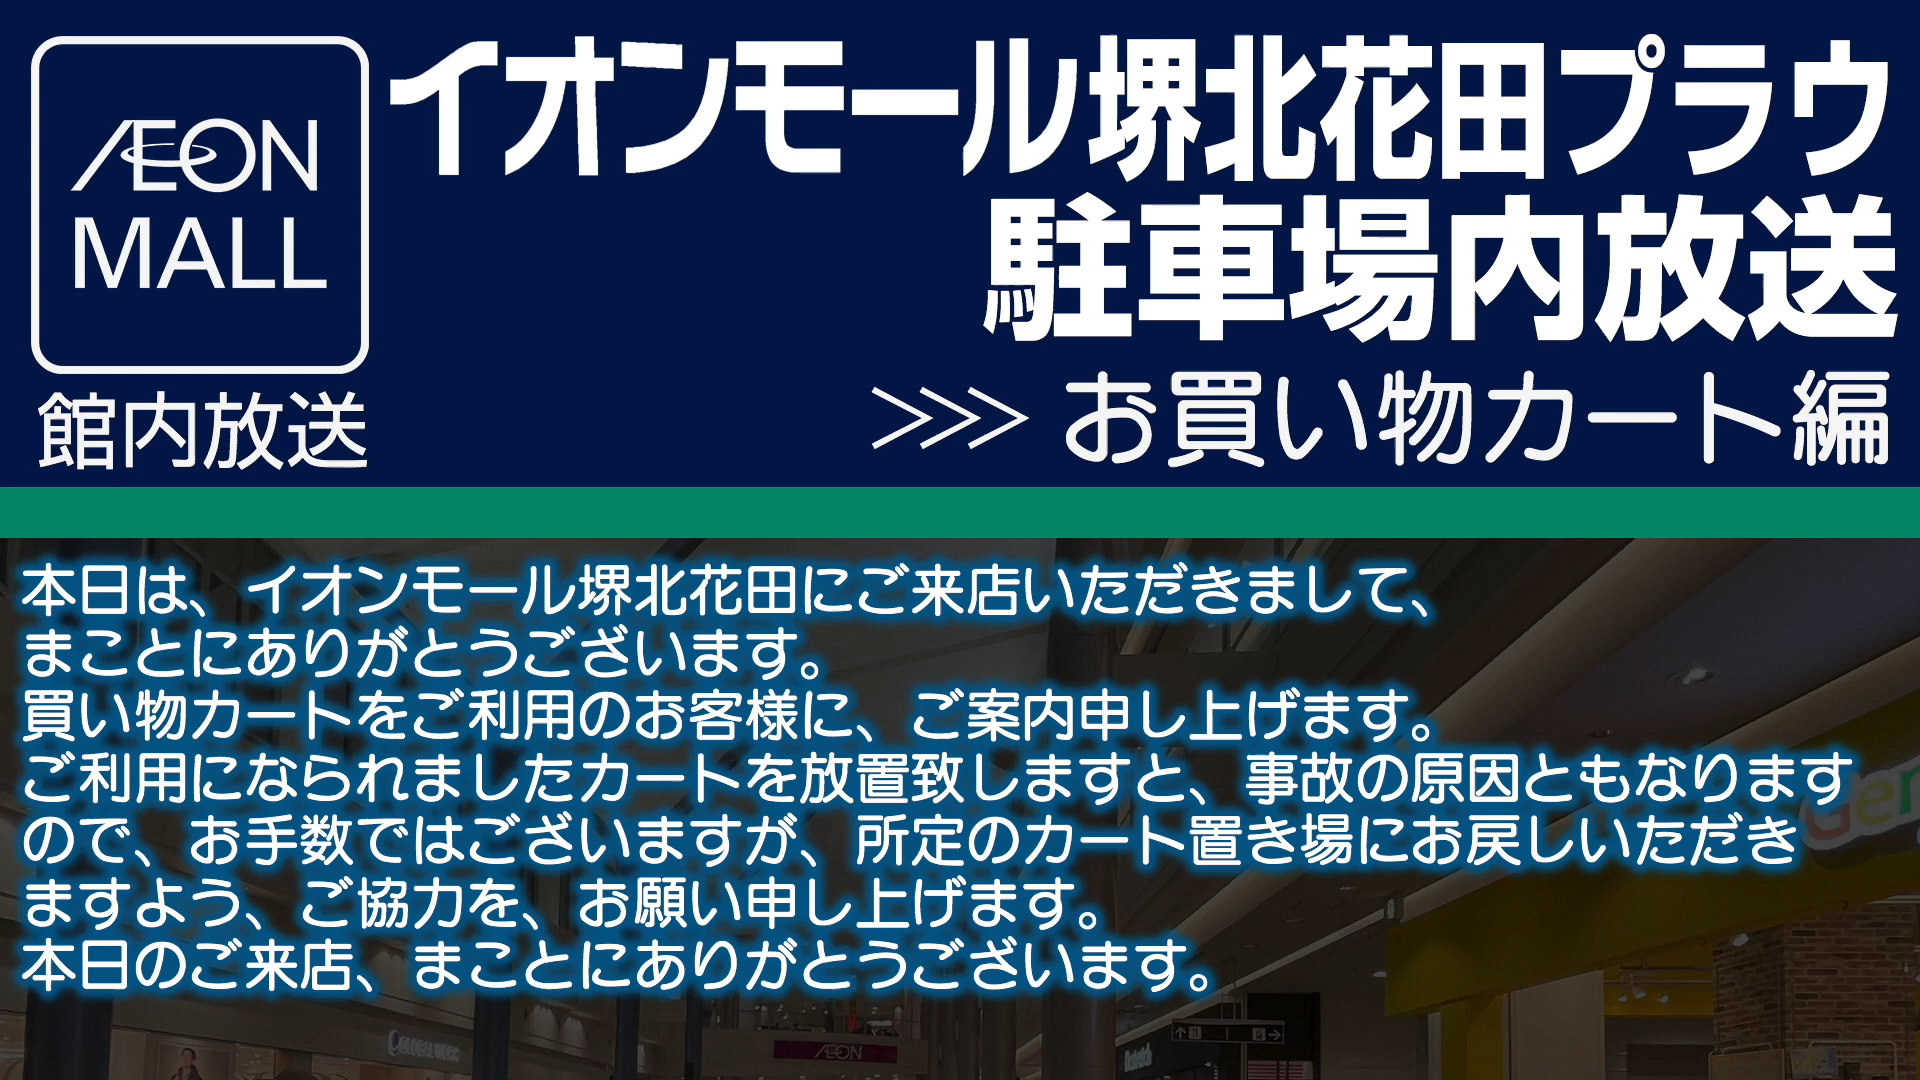 イオンモール堺北花田プラウ
ÆON
MALL
駐車場内放送
館内放送
>>> お買い物カート編
本日は、イオンモール堺北花田にご来店いただきまして、
まことにありがとうございます。
買い物カートをご利用のお客様に、ご案内申し上げます。
ご利用になられましたカートを放置致しますと、事故の原因ともなります
ので、お手数ではございますが、所定のカート置き場にお戻しいただき
ますよう、ご協力を、お願い申し上げます。
本日のご来店、まことにありがとうございます。
ÆON